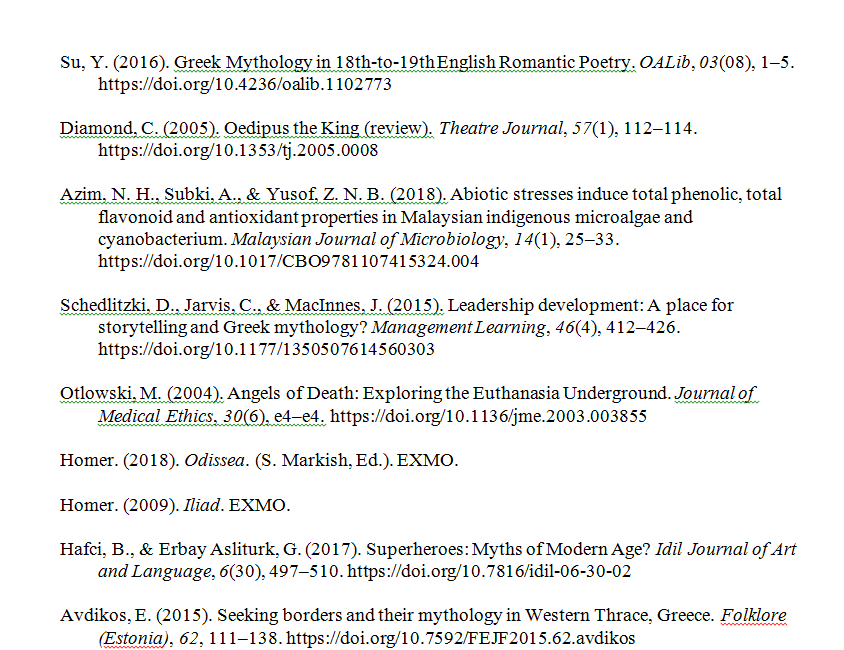 Su, Y. (2016). Greek Mythology in 18th-to-19th English Romantic Poetry. OALib, 03(08), 1–5.
https://doi.org/10.4236/oalib.1102773
Diamond, C. (2005). Oedipus the King (review). Theatre Journal, 57(1), 112–114.
https://doi.org/10.1353/tj.2005.0008
Azim, N. H., Subki, A., & Yusof, Z. N. B. (2018). Abiotic stresses induce total phenolic, total
flavonoid and antioxidant properties in Malaysian indigenous microalgae and
cyanobacterium. Malaysian Journal of Microbiology, 14(1), 25–33.
https://doi.org/10.1017/CBO9781107415324.004
Schedlitzki, D., Jarvis, C., & MacInnes, J. (2015). Leadership development: A place for
storytelling and Greek mythology? Management Learning, 46(4), 412–426.
https://doi.org/10.1177/1350507614560303
Otlowski, M. (2004). Angels of Death: Exploring the Euthanasia Underground. Journal of
Medical Ethics, 30(6), e4–e4. https://doi.org/10.1136/jme.2003.003855
Homer. (2018). Odissea. (S. Markish, Ed.). EXMO.
Homer. (2009). Iliad. EXMO.
Hafci, B., & Erbay Asliturk, G. (2017). Superheroes: Myths of Modern Age? Idil Journal of Art
and Language, 6(30), 497–510. https://doi.org/10.7816/idil-06-30-02
Avdikos, E. (2015). Seeking borders and their mythology in Western Thrace, Greece. Folklore
(Estonia), 62, 111–138. https://doi.org/10.7592/FEJF2015.62.avdikos